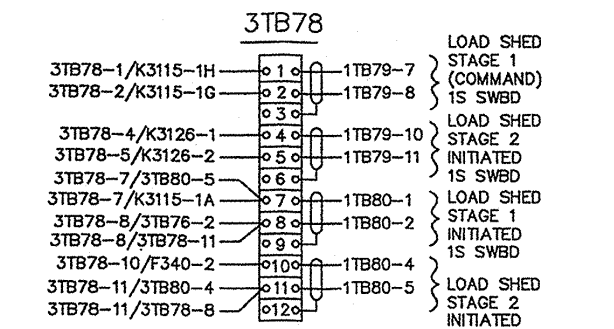 3TB78
LOAD SHED
STAGE 1
3TB78-1/K3115-1H 1 1TB79-7
(COMMAND)
3TB78-2/K3115-1G 2 1TB79-8
1S SWBD
3
LOAD SHED
3TB78-4/K3126-1 4 1TB79-10
STAGE 2
3TB78-5/K3126-2 5 1TB79-11
INITIATED
3TB78-7/3TB80-5 6
1S SWBD
3TB78-7/K3115-1A 7 1TB80-1
LOAD SHED
3TB78-8/3TB76-2 8 1TB80-2
STAGE 1
INITIATED
3TB78-8/3TB78-11 9
1S SWBD
3TB78-10/F340-2 10 1TB80-4
3TB78-11/3TB80-4 11 1TB80-5
LOAD SHED
STAGE 2
3TB78-11/3TB78-8 12
INITIATED